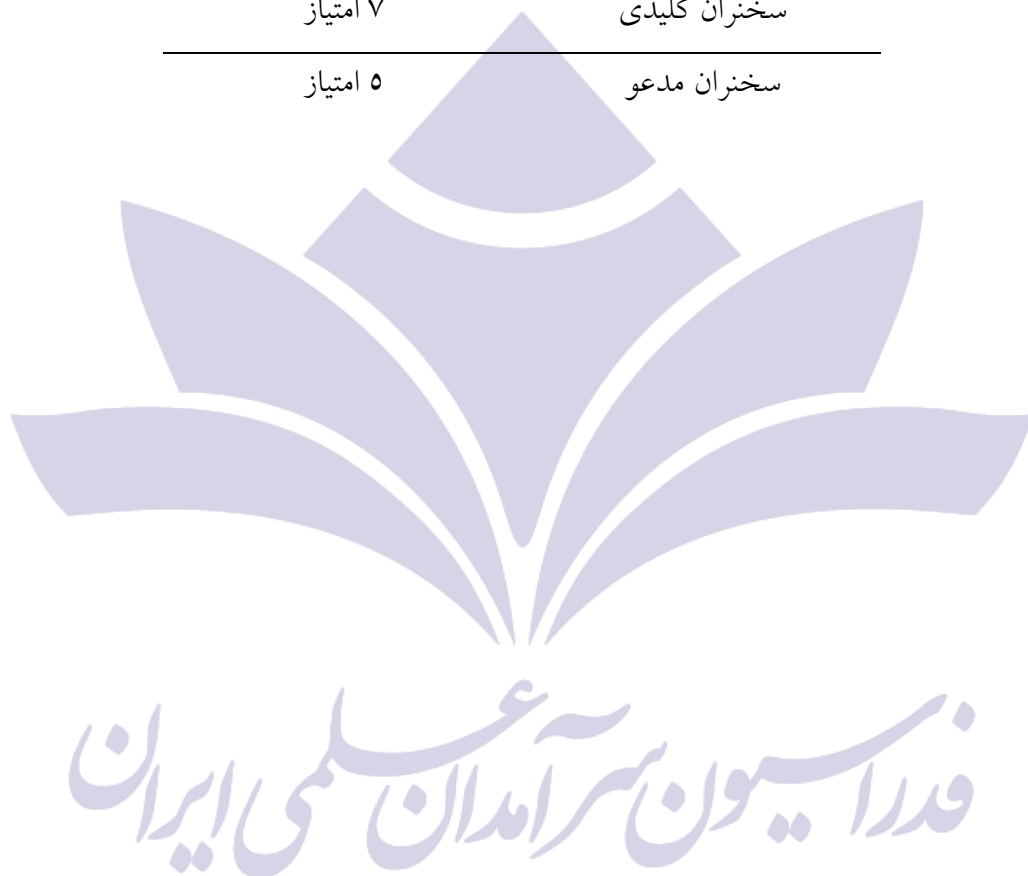 سخنران کلیدی ۷ امتیاز
سخنران مدعو ۵ امتیاز
فدراسیون سرآمدان علمی ایران